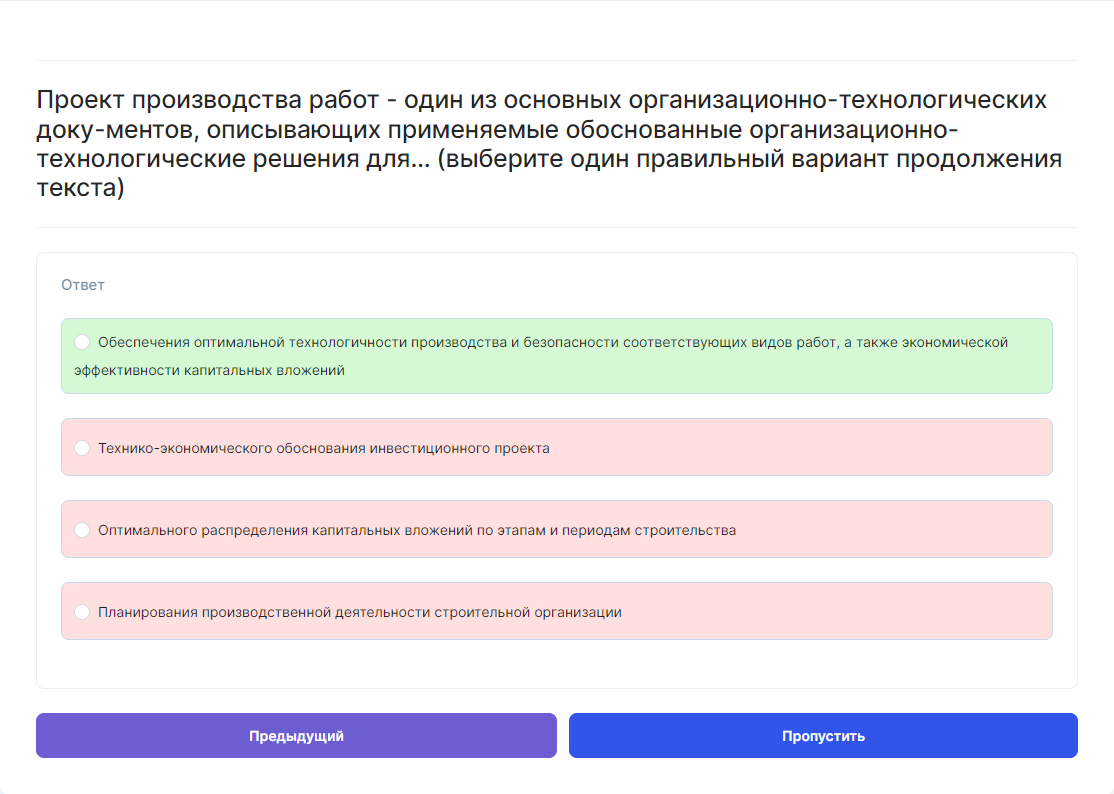 Проект производства работ - один из основных организационно-технологических
доку-ментов, описывающих применяемые обоснованные организационно-
технологические решения для... (выберите один правильный вариант продолжения
текста)
Ответ
Обеспечения оптимальной технологичности производства и безопасности соответствующих видов работ, а также экономической
эффективности капитальных вложений
Технико-экономического обоснования инвестиционного проекта
Оптимального распределения капитальных вложений по этапам и периодам строительства
Планирования производственной деятельности строительной организации
Предыдущий
Пропустить